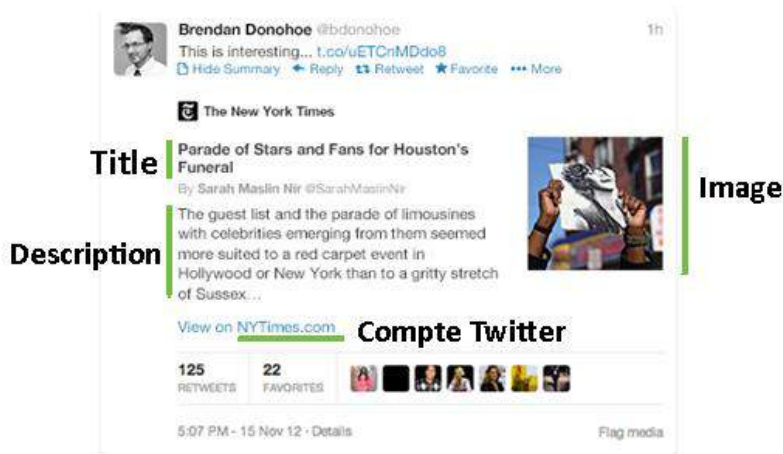 Brendan Donohoe @bdonohoe 1h
This is interesting... t.co/uETCnMDdo8
Hide Summary Reply Retweet Favorite More
The New York Times
Title
Parade of Stars and Fans for Houston's
Funeral
By Sarah Maslin Nir @SarahMaslinNir
Image
Description
The guest list and the parade of limousines
with celebrities emerging from them seemed
more suited to a red carpet event in
Hollywood or New York than to a gritty stretch
of Sussex...
View on NYTimes.com
Compte Twitter
125 22
RETWEETS FAVORITES
5:07 PM - 15 Nov 12 · Details Flag media